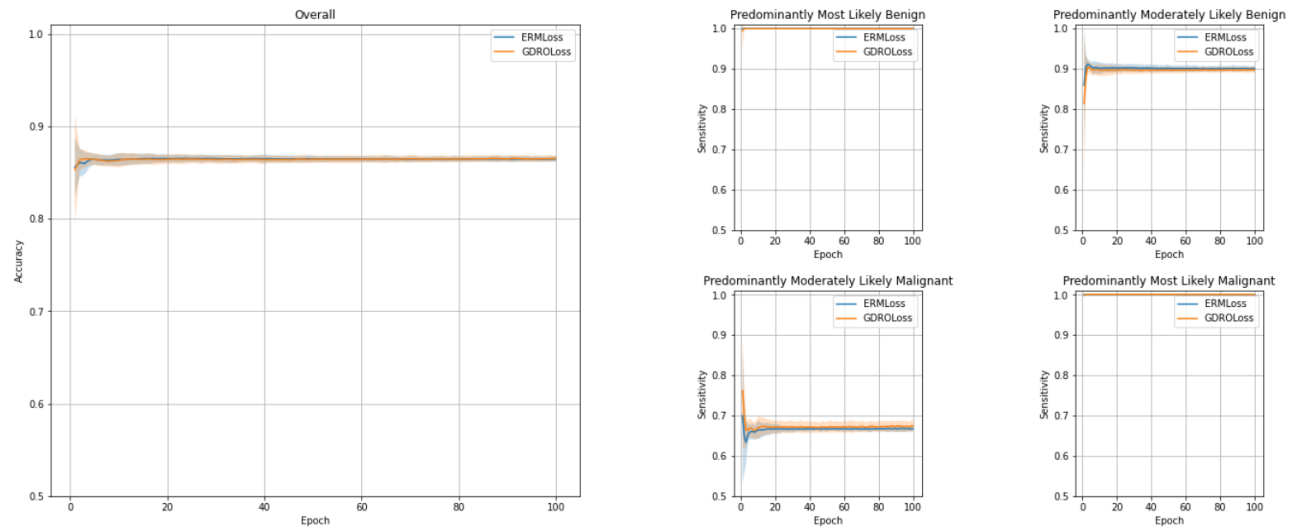 Overall
1.0
0.9
0.8
0.7
0.6
0.5
Accuracy
0
20
40
60
80
100
Epoch
ERMLoss
GDROLoss
Predominantly Most Likely Benign
1.0
0.9
0.8
0.7
0.6
0.5
Sensitivity
0
20
40
60
80
100
Epoch
ERMLoss
GDROLoss
Predominantly Moderately Likely Benign
1.0
0.9
0.8
0.7
0.6
0.5
Sensitivity
0
20
40
60
80
100
Epoch
ERMLoss
GDROLoss
Predominantly Moderately Likely Malignant
1.0
0.9
0.8
0.7
0.6
0.5
Sensitivity
0
20
40
60
80
100
Epoch
ERMLoss
GDROLoss
Predominantly Most Likely Malignant
1.0
0.9
0.8
0.7
0.6
0.5
Sensitivity
0
20
40
60
80
100
Epoch
ERMLoss
GDROLoss